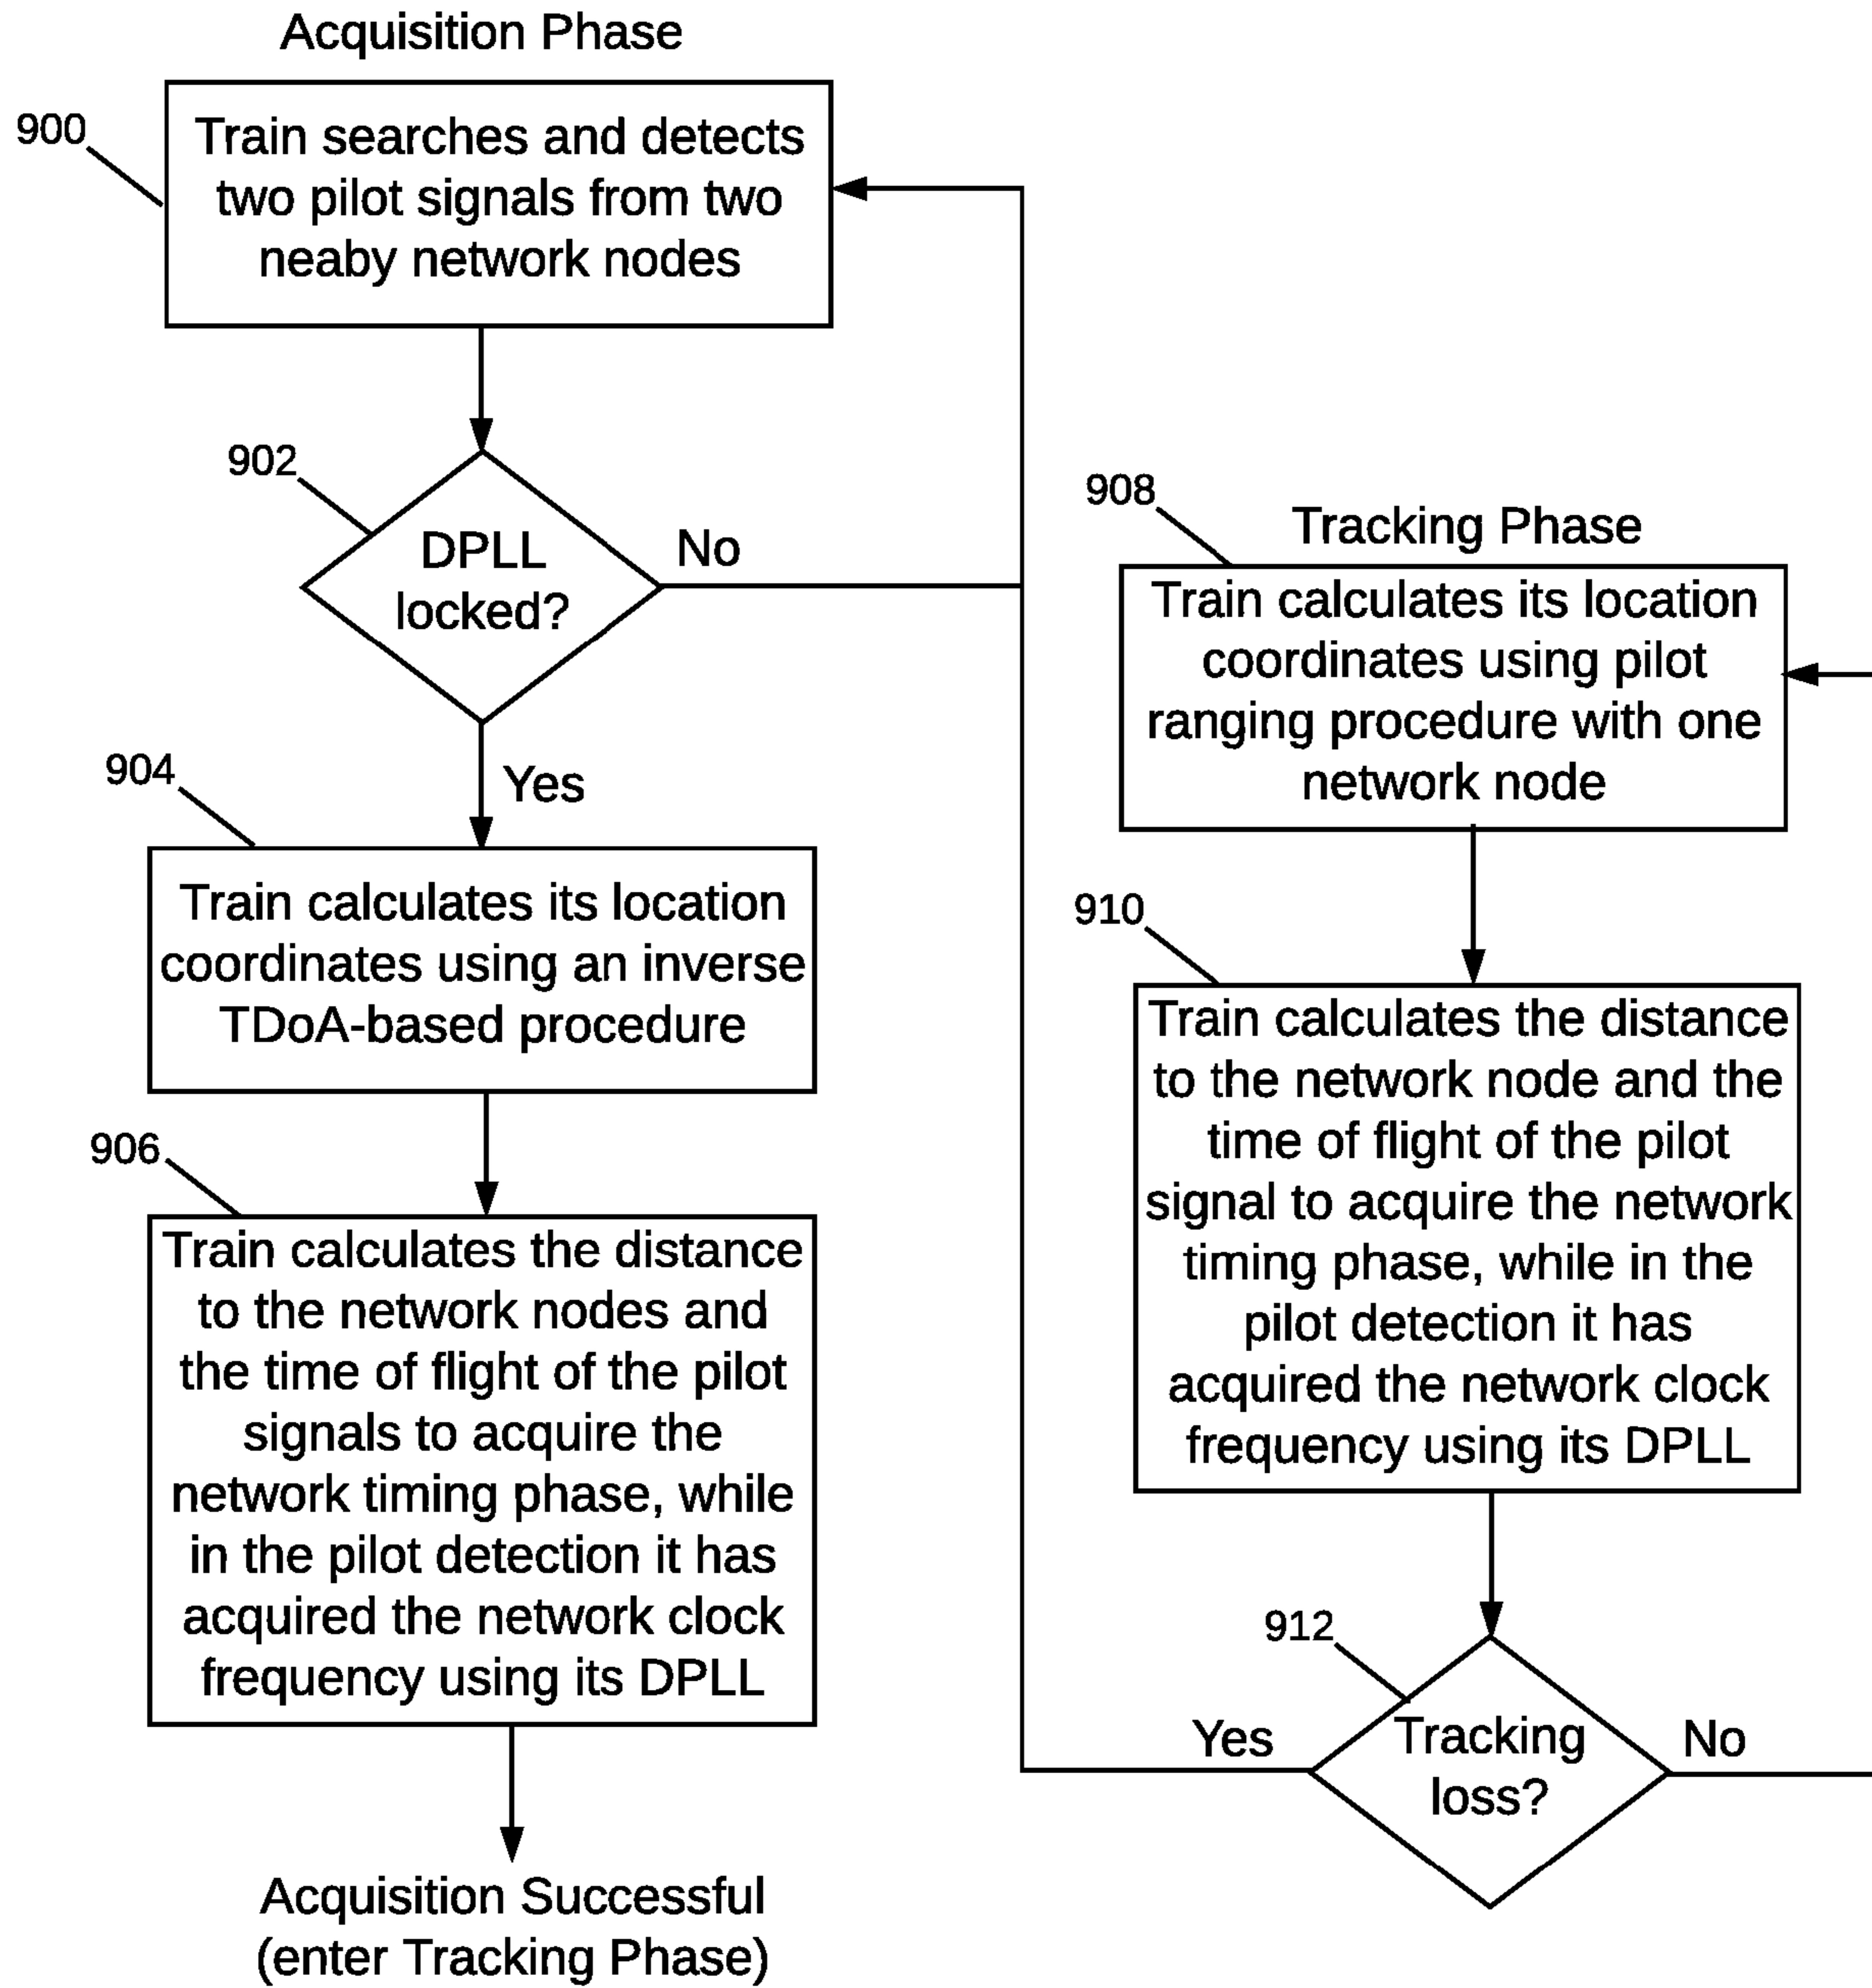 Acquisition Phase
900
Train searches and detects
two pilot signals from two
neaby network nodes
902
DPLL
locked?
No
Yes
904
Train calculates its location
coordinates using an inverse
TDoA-based procedure
906
Train calculates the distance
to the network nodes and
the time of flight of the pilot
signals to acquire the
network timing phase, while
in the pilot detection it has
acquired the network clock
frequency using its DPLL
Acquisition Successful
(enter Tracking Phase)
908
Tracking Phase
Train calculates its location
coordinates using pilot
ranging procedure with one
network node
910
Train calculates the distance
to the network node and the
time of flight of the pilot
signal to acquire the network
timing phase, while in the
pilot detection it has
acquired the network clock
frequency using its DPLL
912
Yes
Tracking
loss?
No